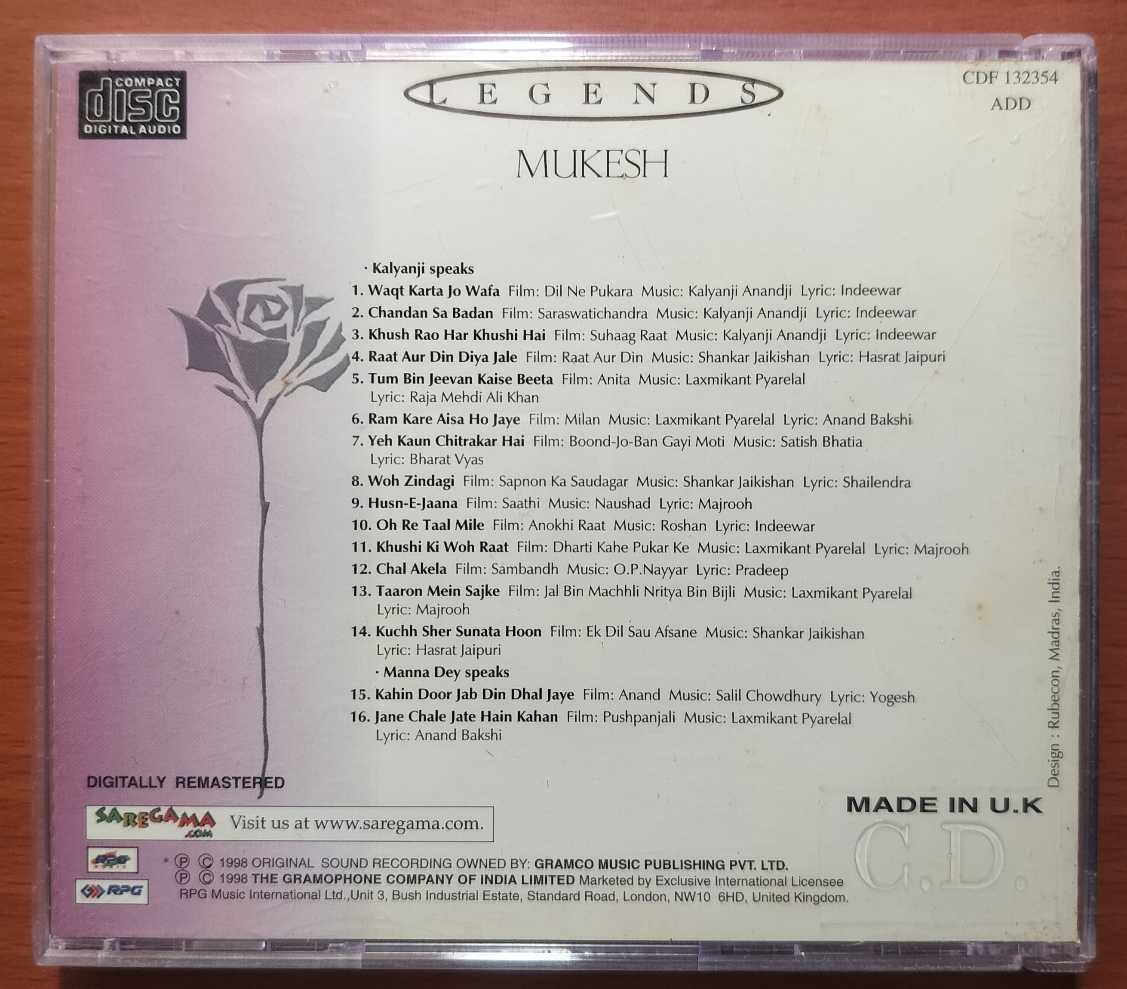 COMPACT
disc
DIGITAL AUDIO
LEGENDS
CDF 132354
ADD
MUKESH
· Kalyanji speaks
1. Waqt Karta Jo Wafa Film: Dil Ne Pukara Music: Kalyanji Anandji Lyric: Indeewar
2. Chandan Sa Badan Film: Saraswatichandra Music: Kalyanji Anandji Lyric: Indeewar
3. Khush Rao Har Khushi Hai Film: Suhaag Raat Music: Kalyanji Anandji Lyric: Indeewar
4. Raat Aur Din Diya Jale Film: Raat Aur Din Music: Shankar Jaikishan Lyric: Hasrat Jaipuri
5. Tum Bin Jeevan Kaise Beeta Film: Anita Music: Laxmikant Pyarelal
Lyric: Raja Mehdi Ali Khan
6. Ram Kare Aisa Ho Jaye Film: Milan Music: Laxmikant Pyarelal Lyric: Anand Bakshi
7. Yeh Kaun Chitrakar Hai Film: Boond-Jo-Ban Gayi Moti Music: Satish Bhatia
Lyric: Bharat Vyas
8. Woh Zindagi Film: Sapnon Ka Saudagar Music: Shankar Jaikishan Lyric: Shailendra
9. Husn-E-Jaana Film: Saathi Music: Naushad Lyric: Majrooh
10. Oh Re Taal Mile Film: Anokhi Raat Music: Roshan Lyric: Indeewar
11. Khushi Ki Woh Raat Film: Dharti Kahe Pukar Ke Music: Laxmikant Pyarelal Lyric: Majrooh
12. Chal Akela Film: Sambandh Music: O.P.Nayyar Lyric: Pradeep
13. Taaron Mein Sajke Film: Jal Bin Machhli Nritya Bin Bijli Music: Laxmikant Pyarelal
Lyric: Majrooh
14. Kuchh Sher Sunata Hoon Film: Ek Dil Sau Afsane Music: Shankar Jaikishan
Lyric: Hasrat Jaipuri
· Manna Dey speaks
15. Kahin Door Jab Din Dhal Jaye Film: Anand Music: Salil Chowdhury Lyric: Yogesh
16. Jane Chale Jate Hain Kahan Film: Pushpanjali Music: Laxmikant Pyarelal
Lyric: Anand Bakshi
Design : Rubecon, Madras, India.
DIGITALLY REMASTERED
SAREGAMA .COM Visit us at www.saregama.com.
MADE IN U.K
C.D.
RPG MUSIC
* ℗ © 1998 ORIGINAL SOUND RECORDING OWNED BY: GRAMCO MUSIC PUBLISHING PVT. LTD.
℗ © 1998 THE GRAMOPHONE COMPANY OF INDIA LIMITED Marketed by Exclusive International Licensee
RPG
RPG Music International Ltd.,Unit 3, Bush Industrial Estate, Standard Road, London, NW10 6HD, United Kingdom.